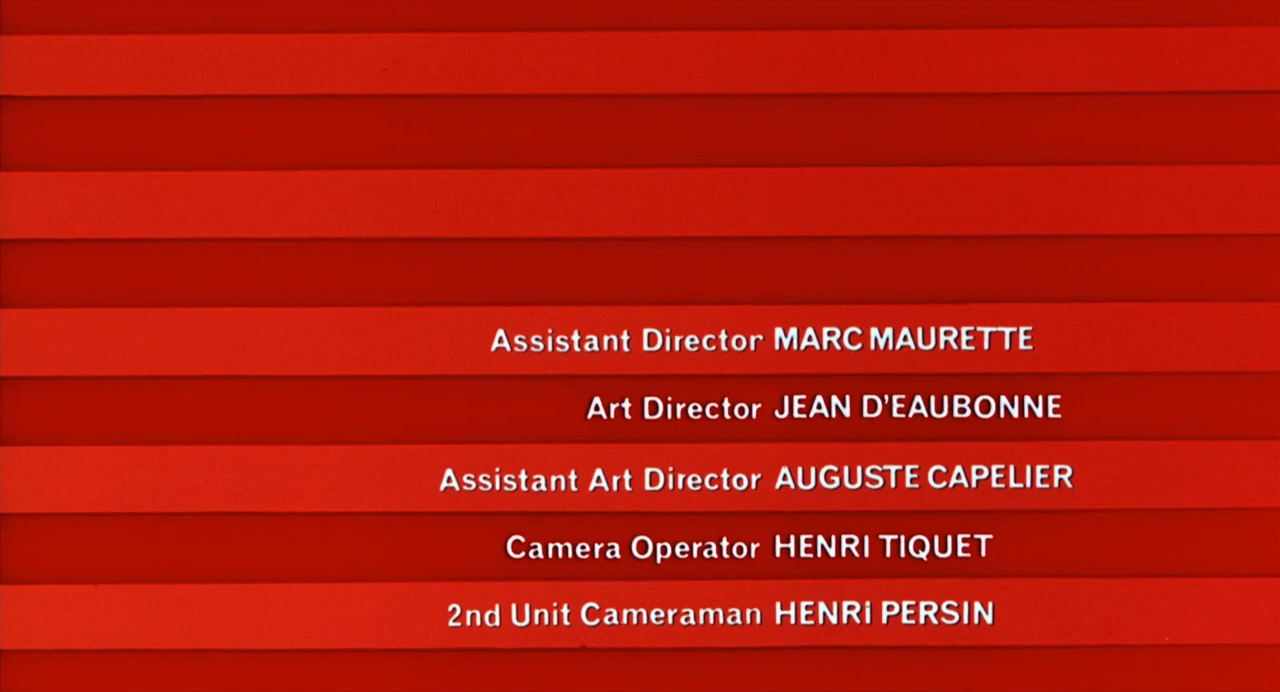 Assistant Director MARC MAURETTE
Art Director JEAN D'EAUBONNE
Assistant Art Director AUGUSTE CAPELIER
Camera Operator HENRI TIQUET
2nd Unit Cameraman HENRi PERSIN